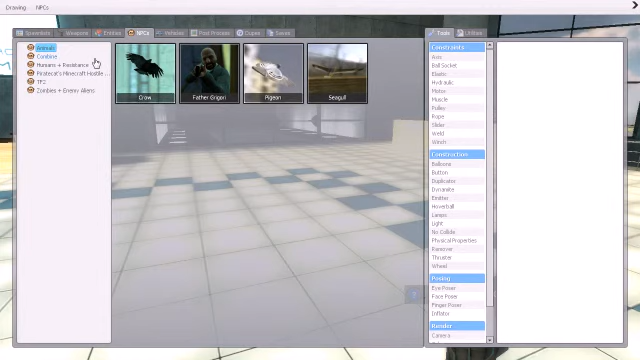 Drawing NPCs
Spawnlists Weapons Entities NPCs Vehicles Post Process Dupes Saves
Tools Utilities
Animals
Combine
Humans + Resistance
Piratecat's Minecraft Hostile ...
TF2
Zombies + Enemy Aliens
Crow
Father Grigori
Pigeon
Seagull
Constraints
Axis
Ball Socket
Elastic
Hydraulic
Motor
Muscle
Pulley
Rope
Slider
Weld
Winch
Construction
Balloons
Button
Duplicator
Dynamite
Emitter
Hoverball
Lamps
Light
No Collide
Physical Properties
Remover
Thruster
Wheel
Posing
Eye Poser
Face Poser
Finger Poser
Inflator
Render
Camera